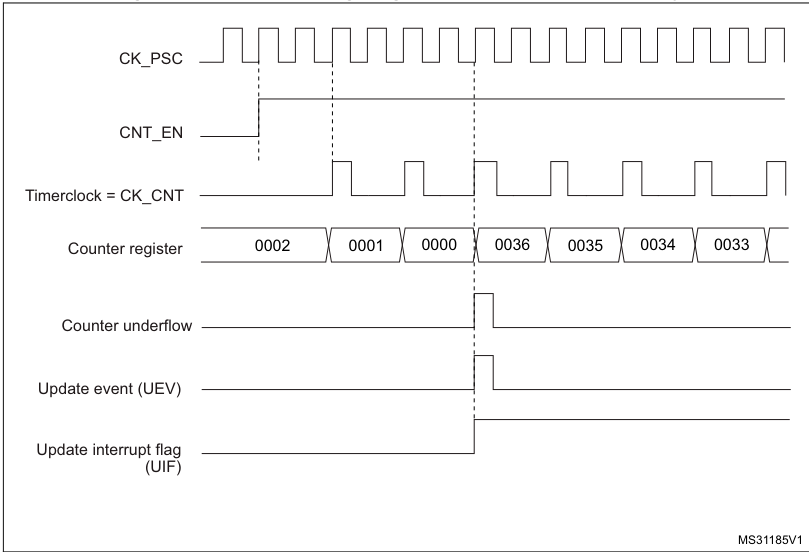 CK_PSC
CNT_EN
Timerclock = CK_CNT
Counter register
0002 0001 0000 0036 0035 0034 0033
Counter underflow
Update event (UEV)
Update interrupt flag
(UIF)
MS31185V1